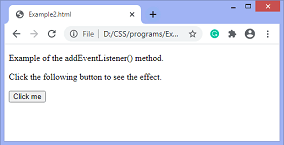 Example2.html
File | D:/CSS/programs/Ex...
Example of the addEventListener() method.
Click the following button to see the effect.
Click me